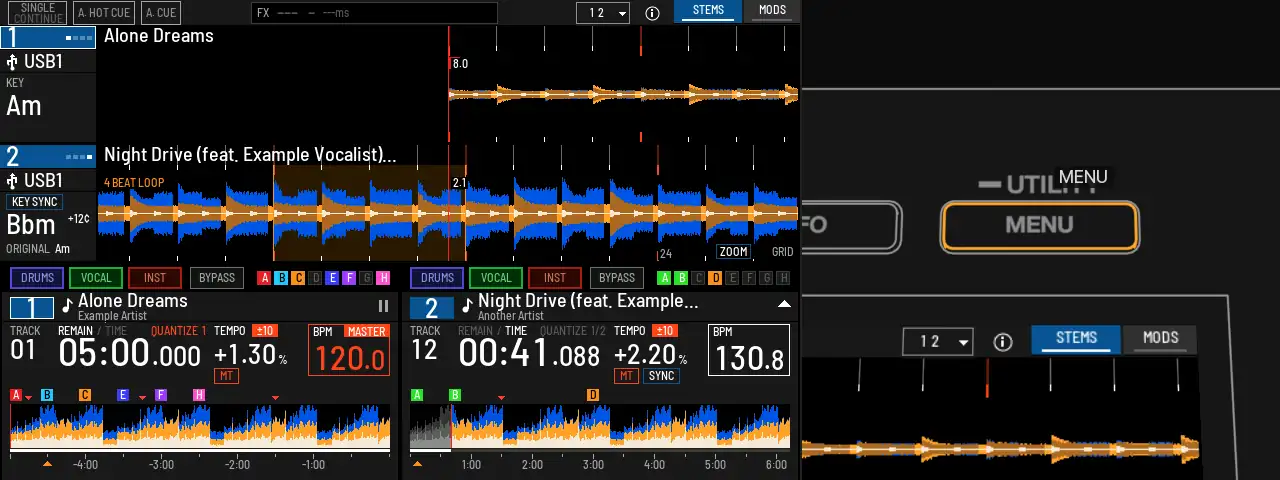 SINGLE
CONTINUE
A. HOT CUE
A. CUE
FX --- - ---ms
1 2
STEMS
MODS
1
Alone Dreams
USB1
8.0
KEY
Am
2
Night Drive (feat. Example Vocalist)...
USB1
4 BEAT LOOP
2.1
KEY SYNC
Bbm
+12¢
ORIGINAL Am
24
ZOOM
GRID
DRUMS
VOCAL
INST
BYPASS
A B C D E F G H
DRUMS
VOCAL
INST
BYPASS
A B C D E F G H
1
Alone Dreams
Example Artist
TRACK
01
REMAIN / TIME
QUANTIZE 1
TEMPO
±10
05:00.000
+1.30%
MT
BPM
MASTER
120.0
A B C E F H
-4:00
-3:00
-2:00
-1:00
2
Night Drive (feat. Example...
Another Artist
TRACK
12
REMAIN / TIME
QUANTIZE 1/2
TEMPO
±10
00:41.088
+2.20%
MT
SYNC
BPM
130.8
A B D
1:00
2:00
3:00
4:00
5:00
6:00
MENU
FO
MENU
1 2
STEMS
MODS